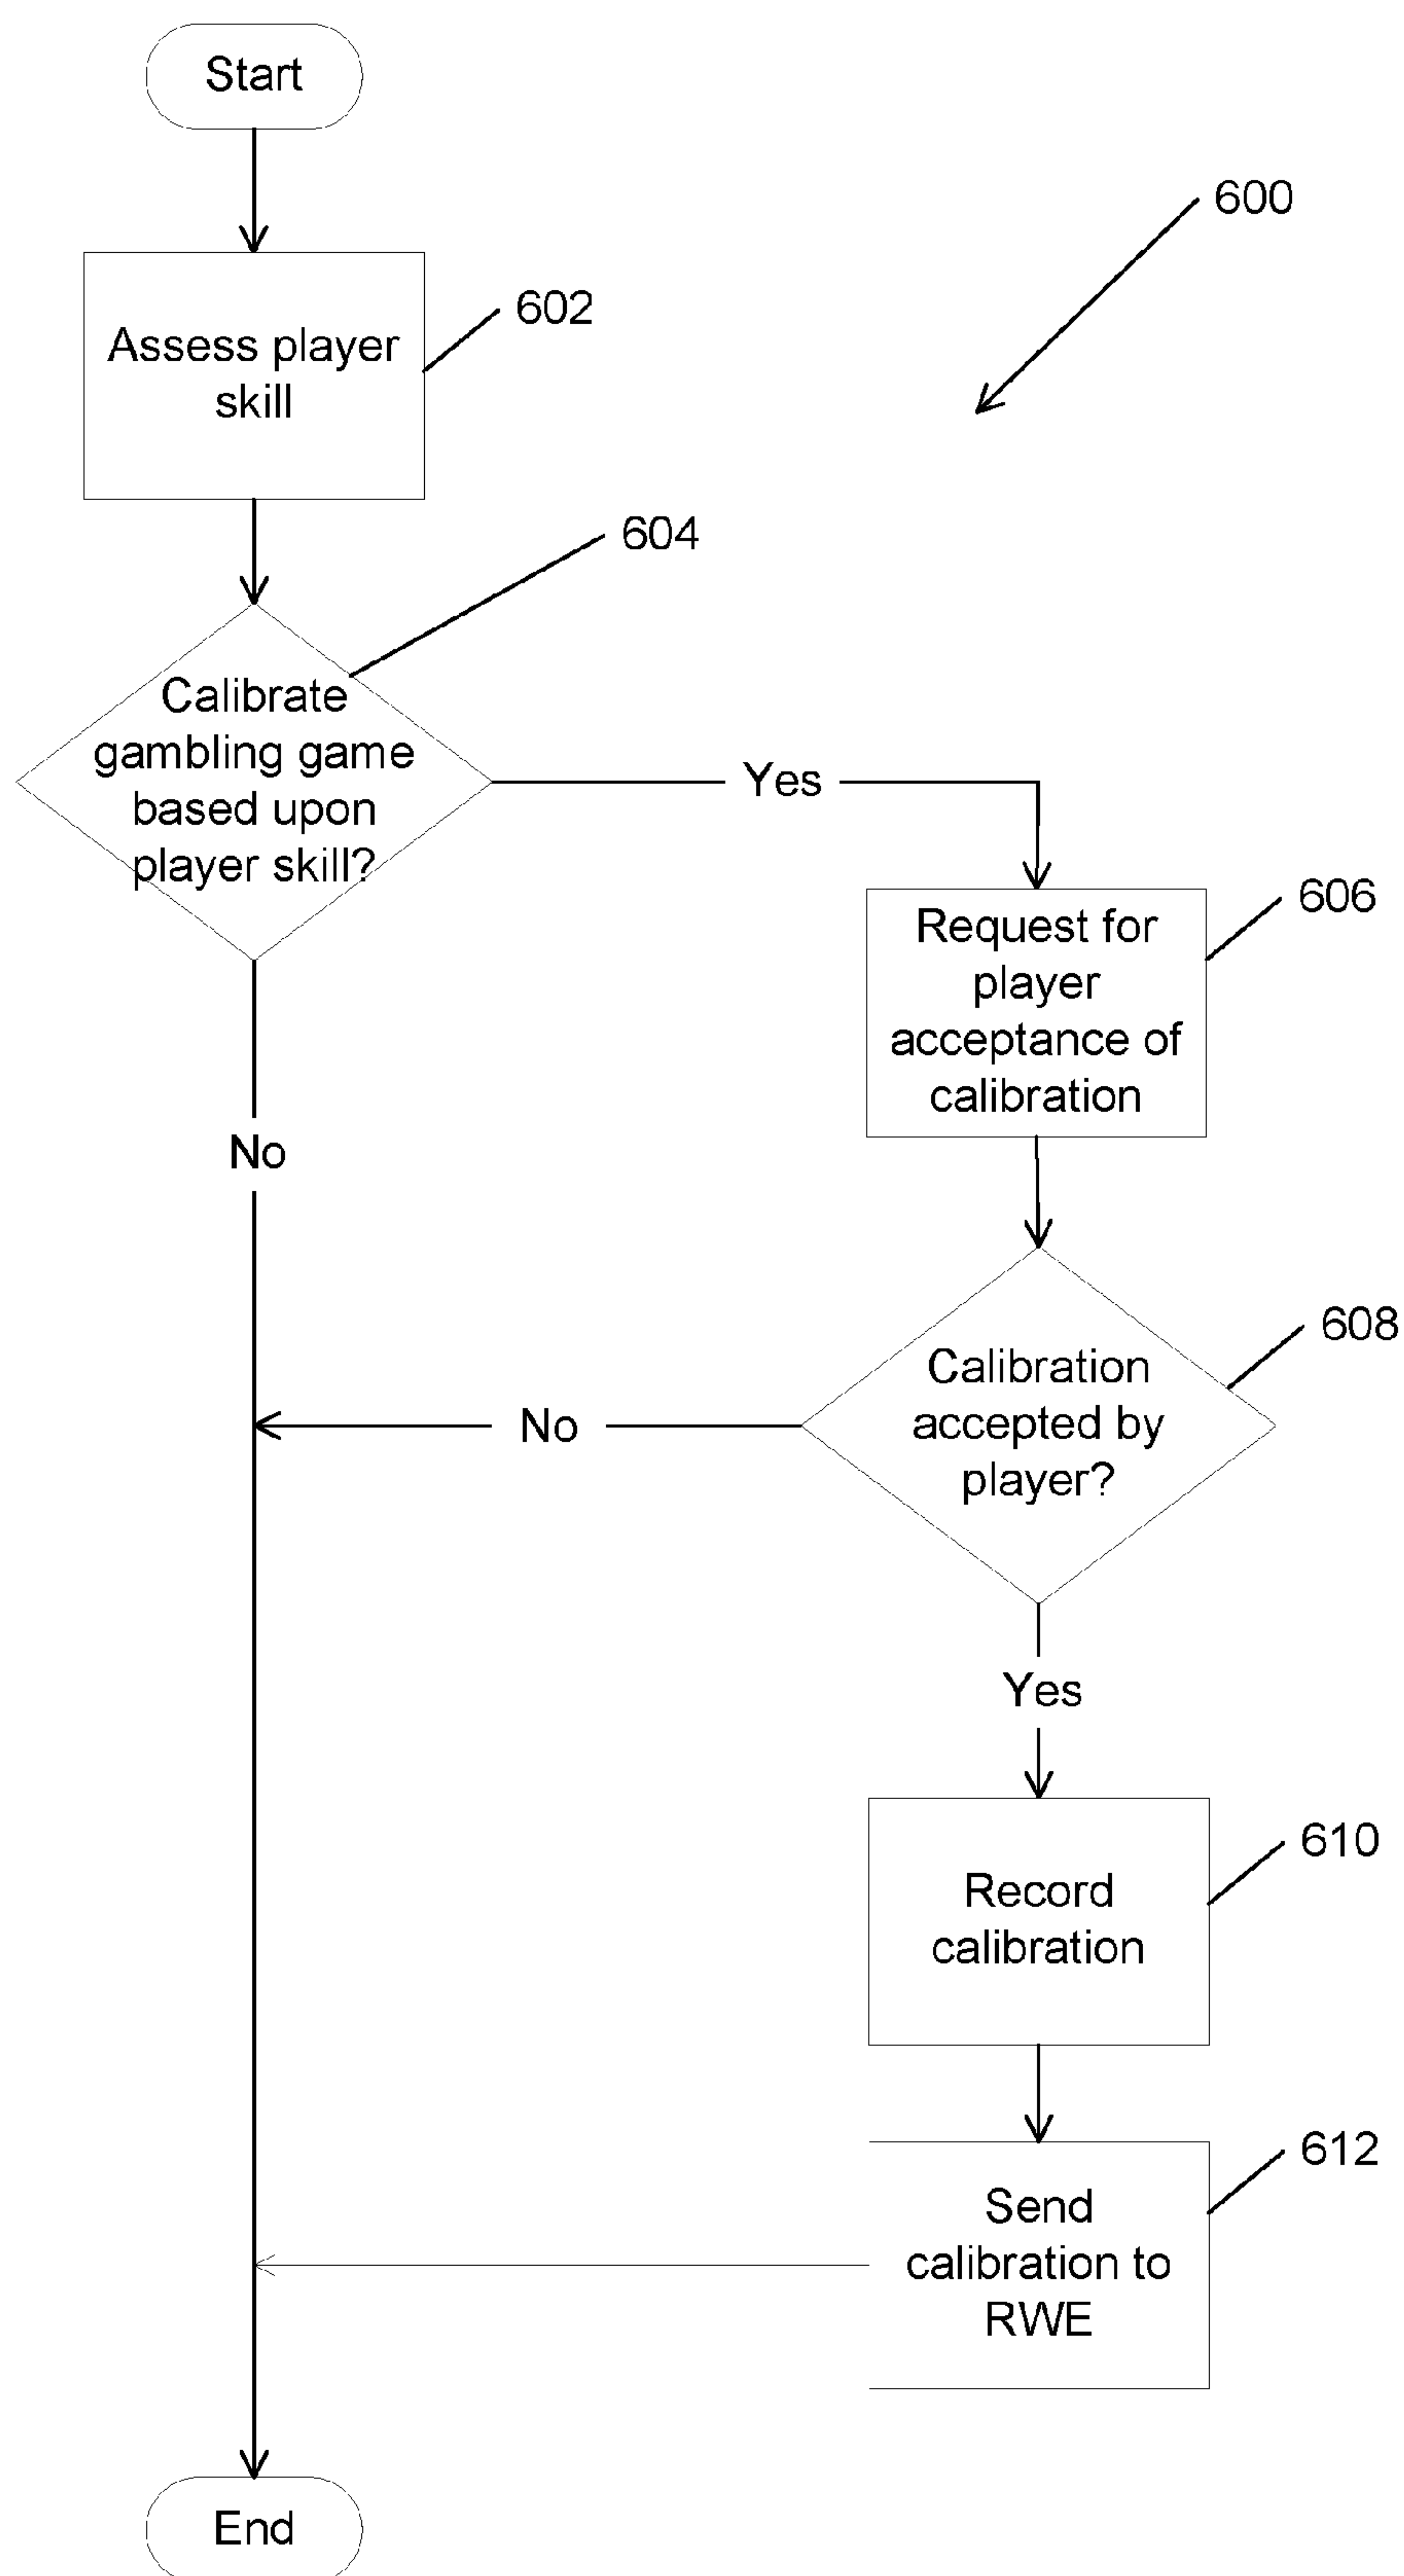 Start
600
602
Assess player
skill
604
Calibrate
gambling game
based upon
player skill?
Yes
606
Request for
player
acceptance of
calibration
No
608
Calibration
accepted by
player?
No
Yes
610
Record
calibration
612
Send
calibration to
RWE
End